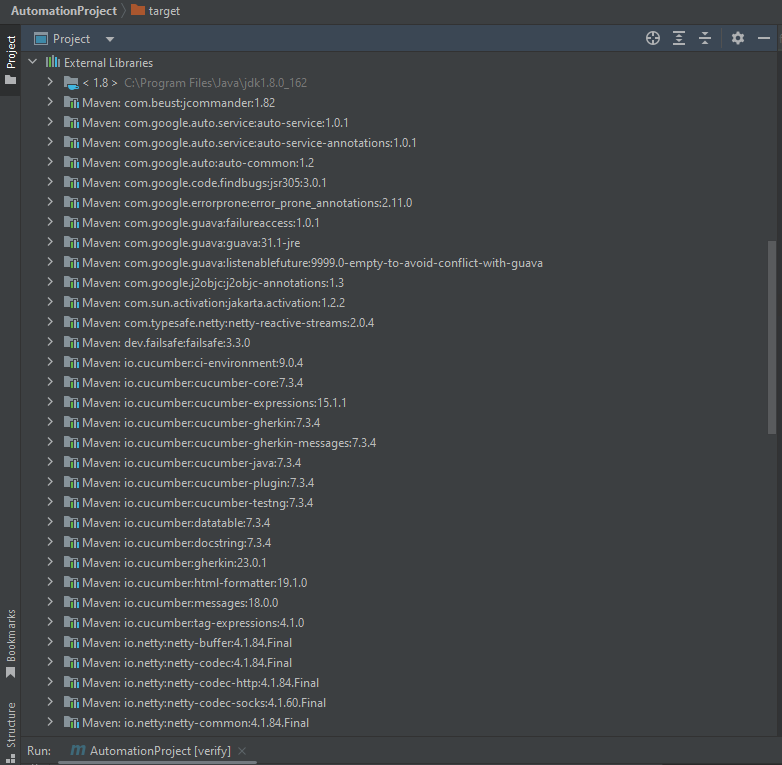 AutomationProject target
Project
Project
External Libraries
< 1.8 > C:\Program Files\Java\jdk1.8.0_162
Maven: com.beust:jcommander:1.82
Maven: com.google.auto.service:auto-service:1.0.1
Maven: com.google.auto.service:auto-service-annotations:1.0.1
Maven: com.google.auto:auto-common:1.2
Maven: com.google.code.findbugs:jsr305:3.0.1
Maven: com.google.errorprone:error_prone_annotations:2.11.0
Maven: com.google.guava:failureaccess:1.0.1
Maven: com.google.guava:guava:31.1-jre
Maven: com.google.guava:listenablefuture:9999.0-empty-to-avoid-conflict-with-guava
Maven: com.google.j2objc:j2objc-annotations:1.3
Maven: com.sun.activation:jakarta.activation:1.2.2
Maven: com.typesafe.netty:netty-reactive-streams:2.0.4
Maven: dev.failsafe:failsafe:3.3.0
Maven: io.cucumber:ci-environment:9.0.4
Maven: io.cucumber:cucumber-core:7.3.4
Maven: io.cucumber:cucumber-expressions:15.1.1
Maven: io.cucumber:cucumber-gherkin:7.3.4
Maven: io.cucumber:cucumber-gherkin-messages:7.3.4
Maven: io.cucumber:cucumber-java:7.3.4
Maven: io.cucumber:cucumber-plugin:7.3.4
Maven: io.cucumber:cucumber-testng:7.3.4
Maven: io.cucumber:datatable:7.3.4
Maven: io.cucumber:docstring:7.3.4
Maven: io.cucumber:gherkin:23.0.1
Maven: io.cucumber:html-formatter:19.1.0
Maven: io.cucumber:messages:18.0.0
Maven: io.cucumber:tag-expressions:4.1.0
Maven: io.netty:netty-buffer:4.1.84.Final
Maven: io.netty:netty-codec:4.1.84.Final
Maven: io.netty:netty-codec-http:4.1.84.Final
Maven: io.netty:netty-codec-socks:4.1.60.Final
Maven: io.netty:netty-common:4.1.84.Final
Bookmarks
Structure
Run: AutomationProject [verify]